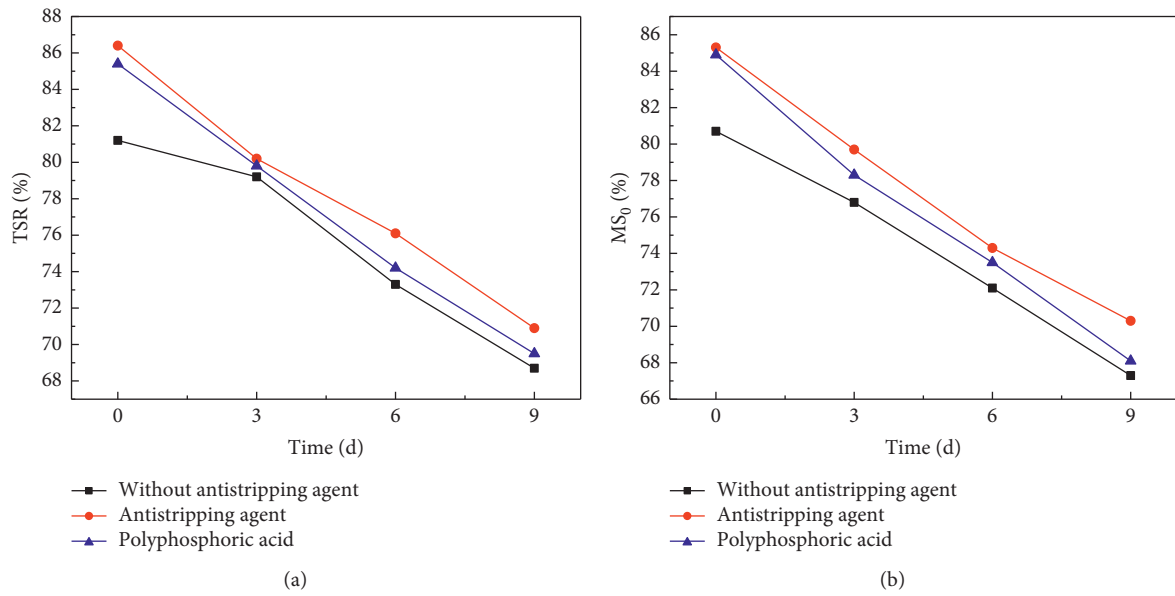 88
86
84
82
80
78
76
74
72
70
68
TSR (%)
0 3 6 9
Time (d)
Without antistripping agent
Antistripping agent
Polyphosphoric acid
(a)
86
84
82
80
78
76
74
72
70
68
66
MS₀ (%)
0 3 6 9
Time (d)
Without antistripping agent
Antistripping agent
Polyphosphoric acid
(b)